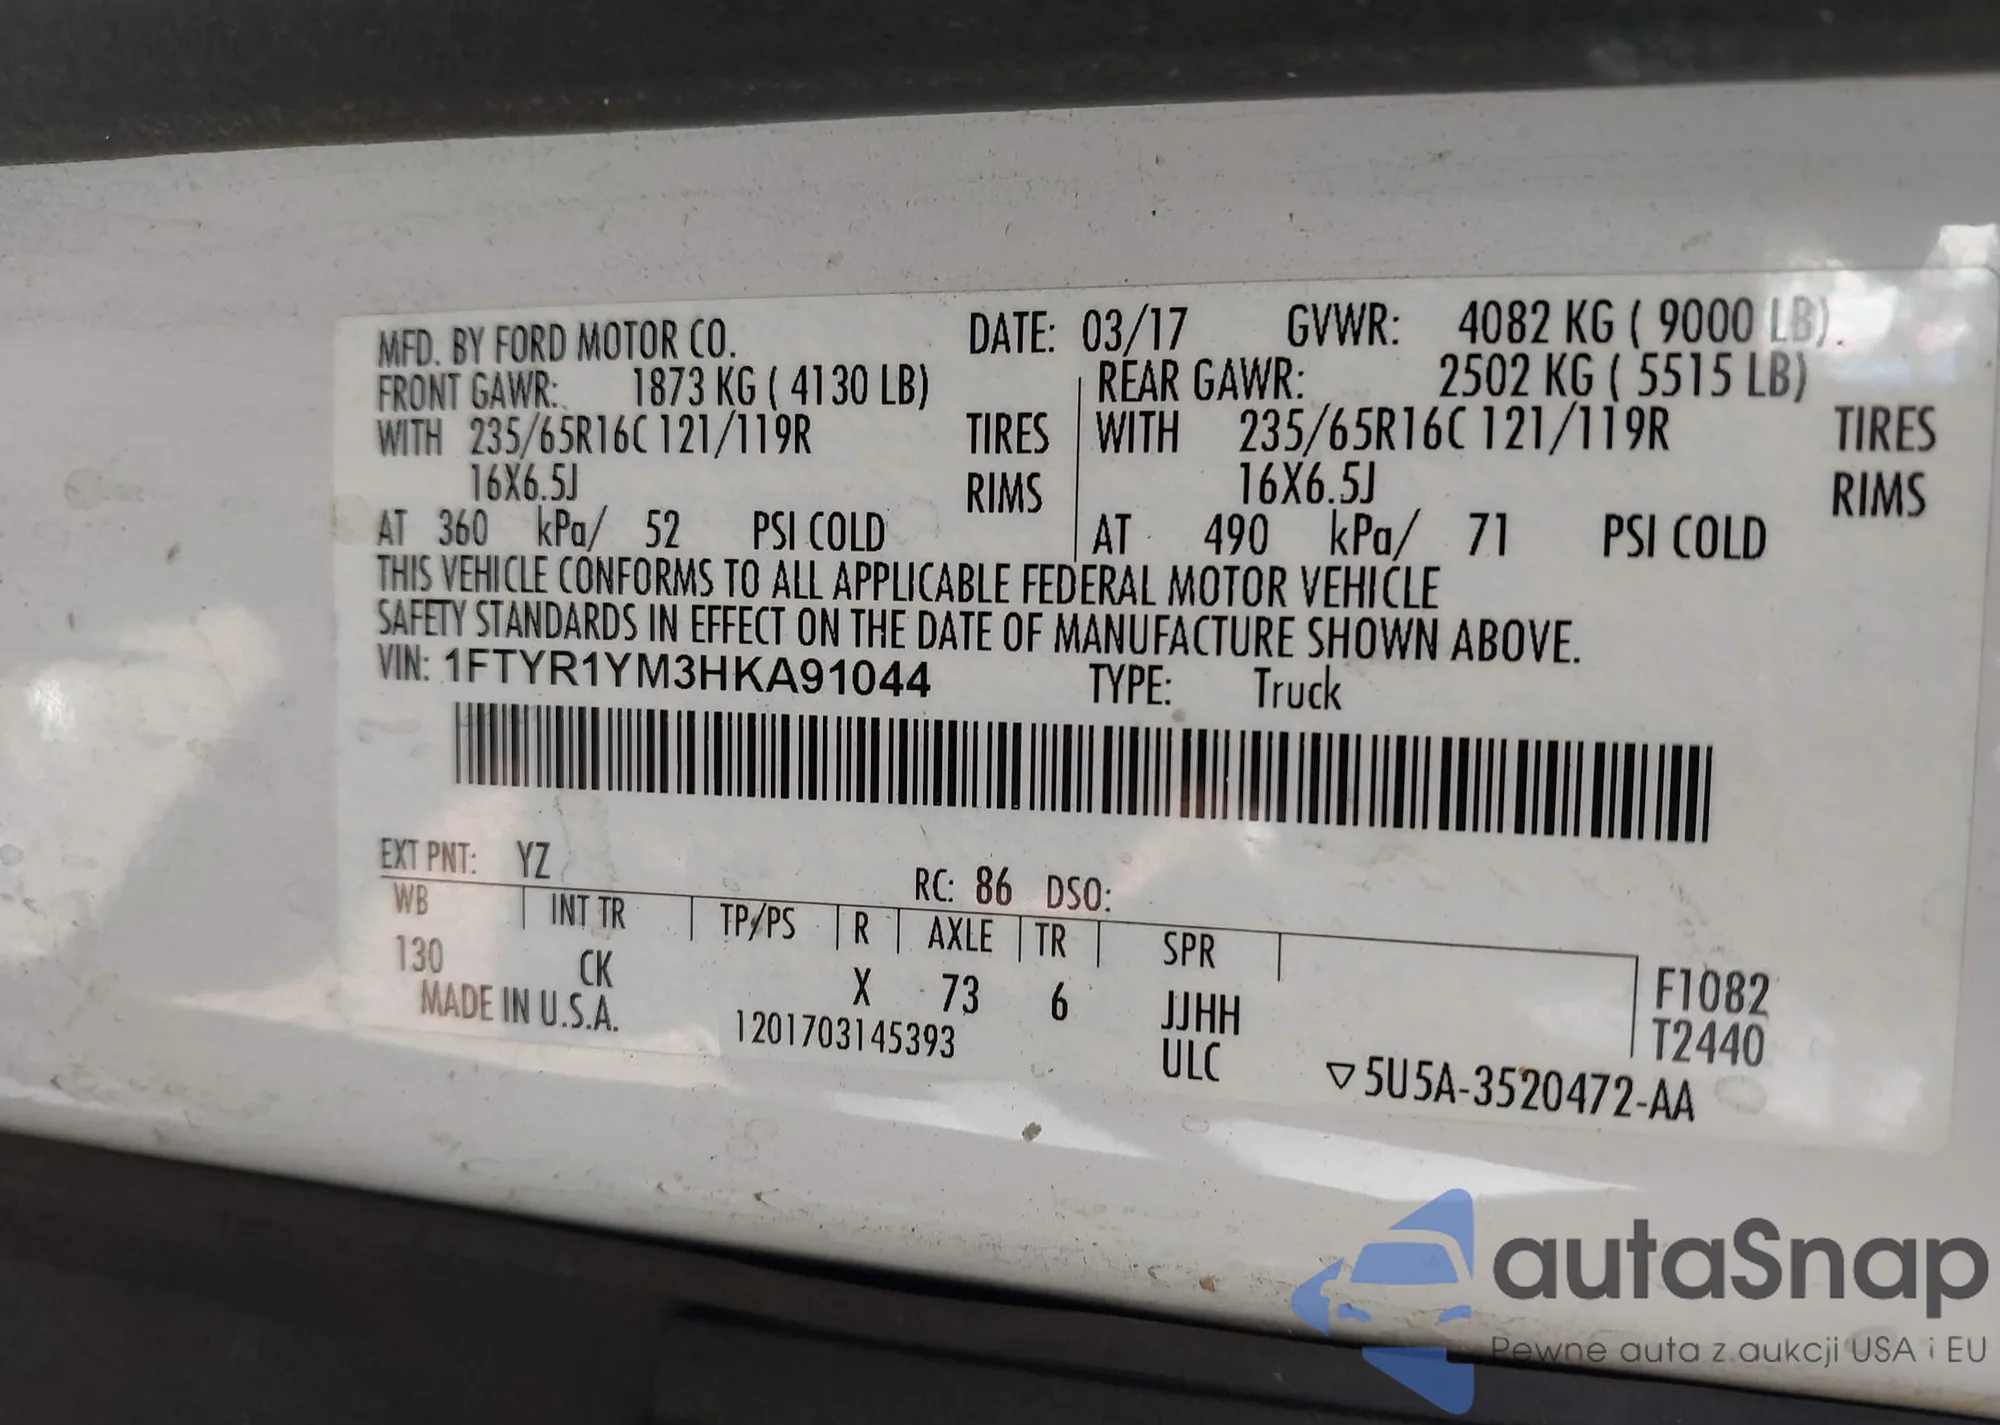 MFD. BY FORD MOTOR CO. DATE: 03/17 GVWR: 4082 KG ( 9000 LB).
FRONT GAWR: 1873 KG ( 4130 LB) REAR GAWR: 2502 KG ( 5515 LB)
WITH 235/65R16C 121/119R TIRES WITH 235/65R16C 121/119R TIRES
16X6.5J RIMS 16X6.5J RIMS
AT 360 kPa/ 52 PSI COLD AT 490 kPa/ 71 PSI COLD
THIS VEHICLE CONFORMS TO ALL APPLICABLE FEDERAL MOTOR VEHICLE
SAFETY STANDARDS IN EFFECT ON THE DATE OF MANUFACTURE SHOWN ABOVE.
VIN: 1FTYR1YM3HKA91044 TYPE: Truck
EXT PNT: YZ RC: 86 DSO:
WB INT TR TP/PS R AXLE TR SPR
130 CK X 73 6 JJHH F1082
MADE IN U.S.A. 1201703145393 ULC T2440
▽5U5A-3520472-AA
autaSnap
Pewne auta z aukcji USA i EU